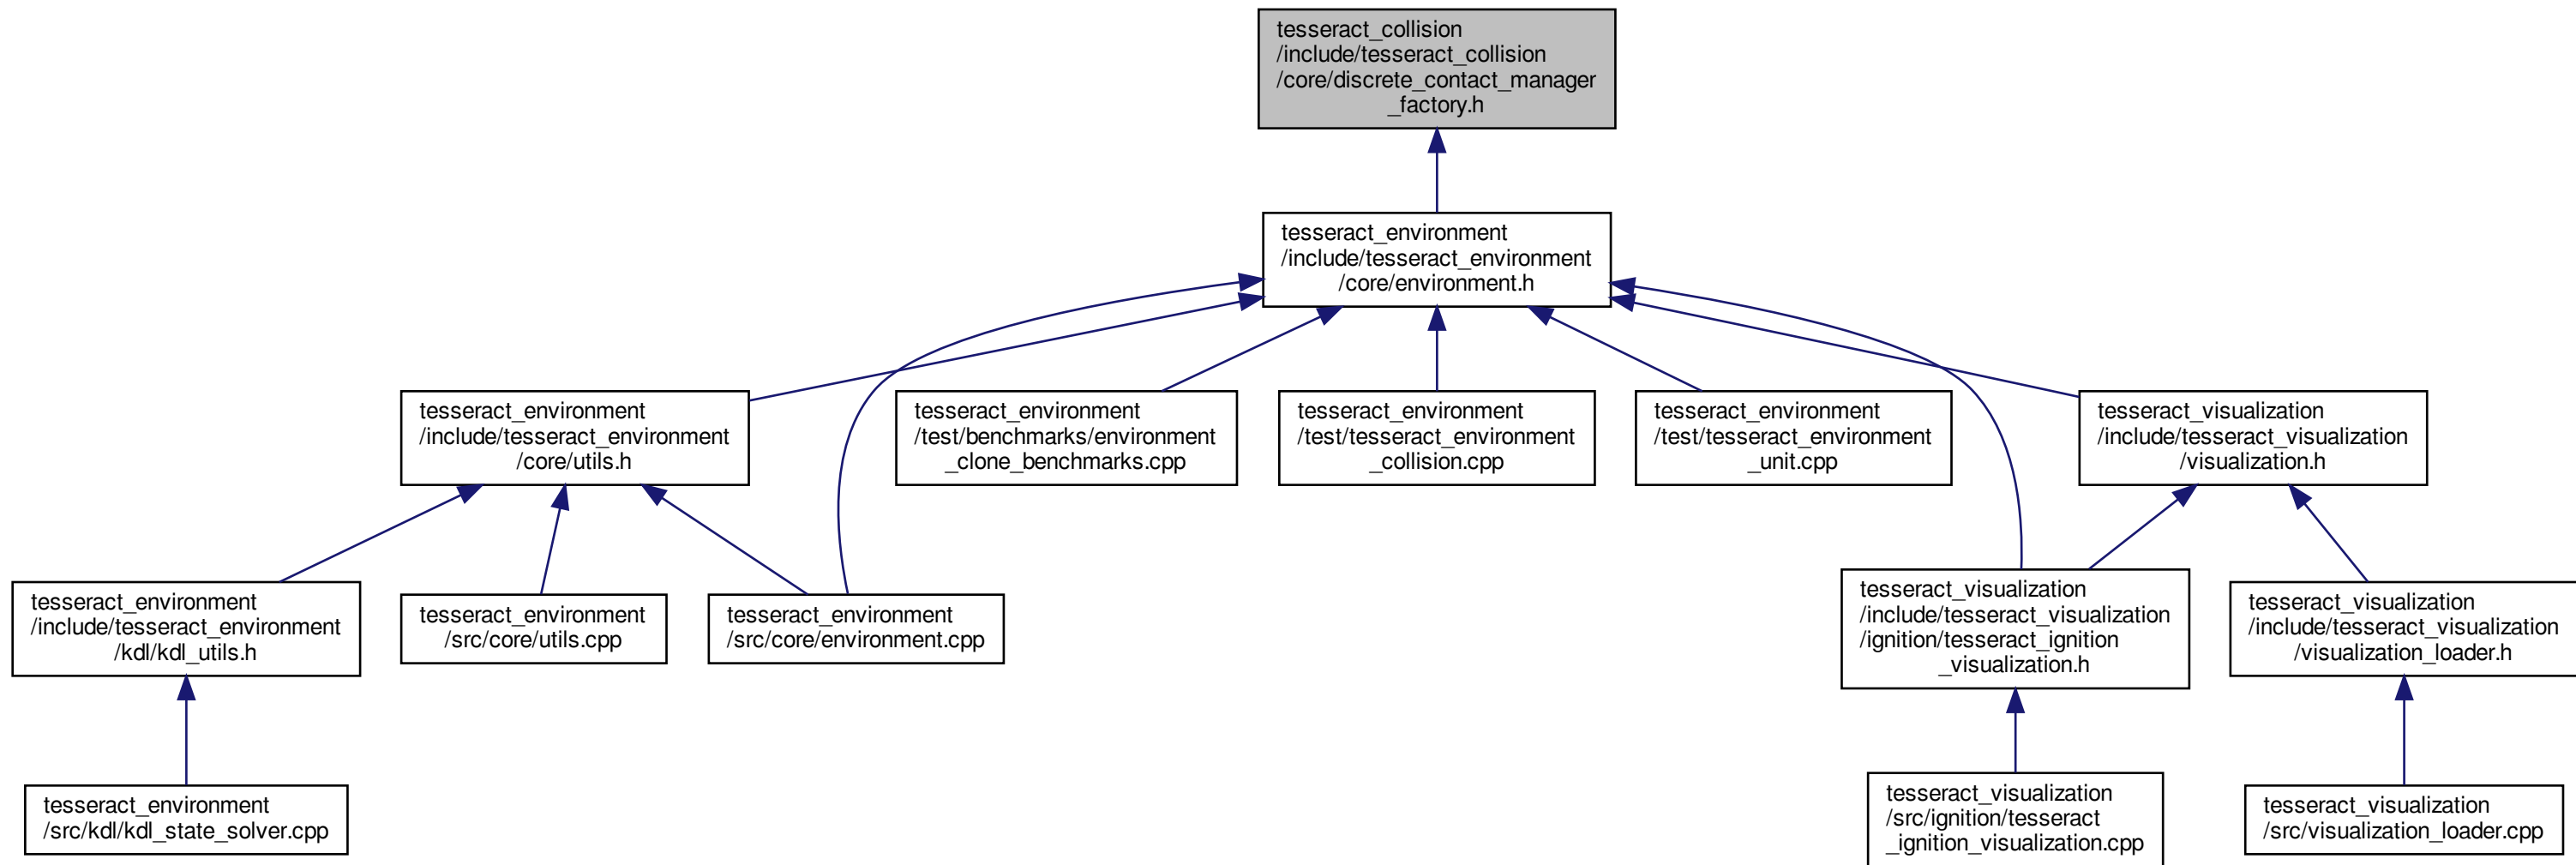 tesseract_collision
/include/tesseract_collision
/core/discrete_contact_manager
_factory.h
tesseract_environment
/include/tesseract_environment
/core/environment.h
tesseract_environment
/include/tesseract_environment
/core/utils.h
tesseract_environment
/test/benchmarks/environment
_clone_benchmarks.cpp
tesseract_environment
/test/tesseract_environment
_collision.cpp
tesseract_environment
/test/tesseract_environment
_unit.cpp
tesseract_visualization
/include/tesseract_visualization
/visualization.h
tesseract_environment
/include/tesseract_environment
/kdl/kdl_utils.h
tesseract_environment
/src/core/utils.cpp
tesseract_environment
/src/core/environment.cpp
tesseract_visualization
/include/tesseract_visualization
/ignition/tesseract_ignition
_visualization.h
tesseract_visualization
/include/tesseract_visualization
/visualization_loader.h
tesseract_environment
/src/kdl/kdl_state_solver.cpp
tesseract_visualization
/src/ignition/tesseract
_ignition_visualization.cpp
tesseract_visualization
/src/visualization_loader.cpp